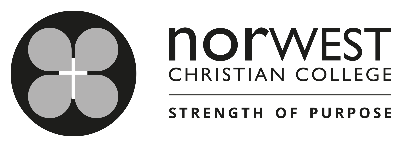 norWEST
CHRISTIAN COLLEGE
STRENGTH OF PURPOSE